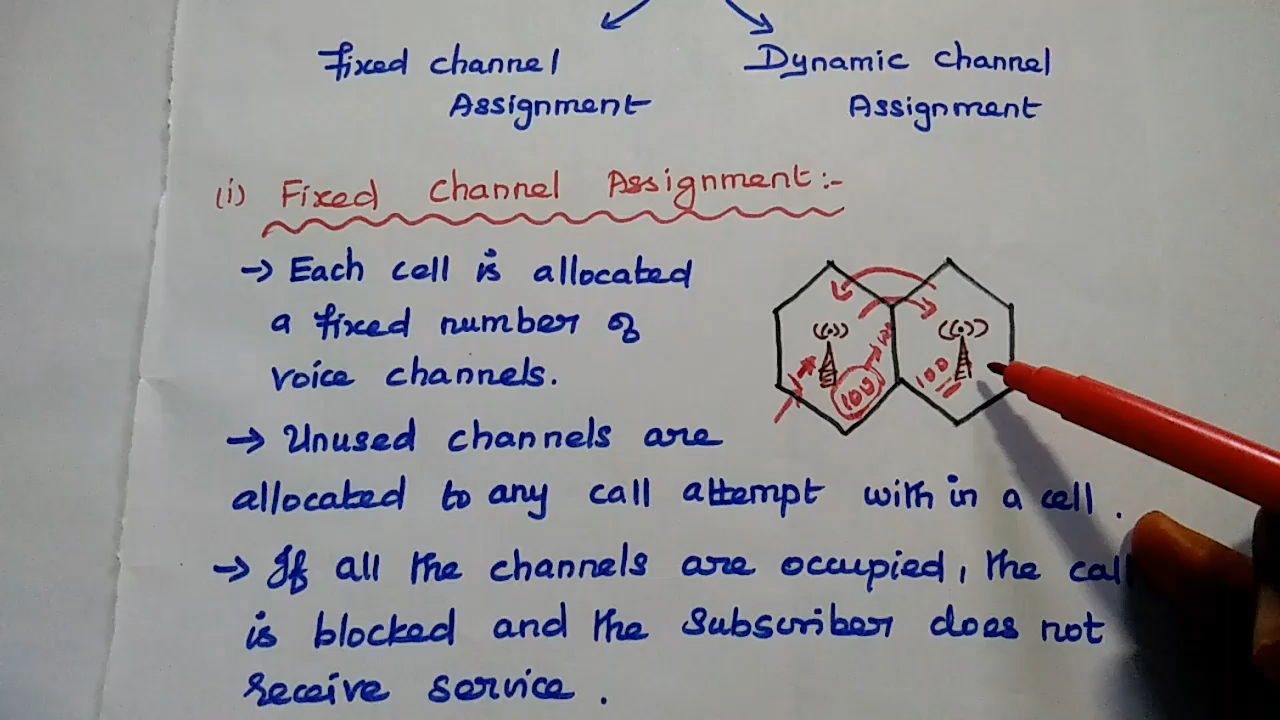 Fixed channel Dynamic channel
Assignment Assignment
(i) Fixed channel Assignment:-
→ Each cell is allocated
a fixed number of
voice channels.
100 → 100
→ Unused channels are
allocated to any call attempt with in a cell.
→ If all the channels are occupied, the call
is blocked and the subscriber does not
receive service.